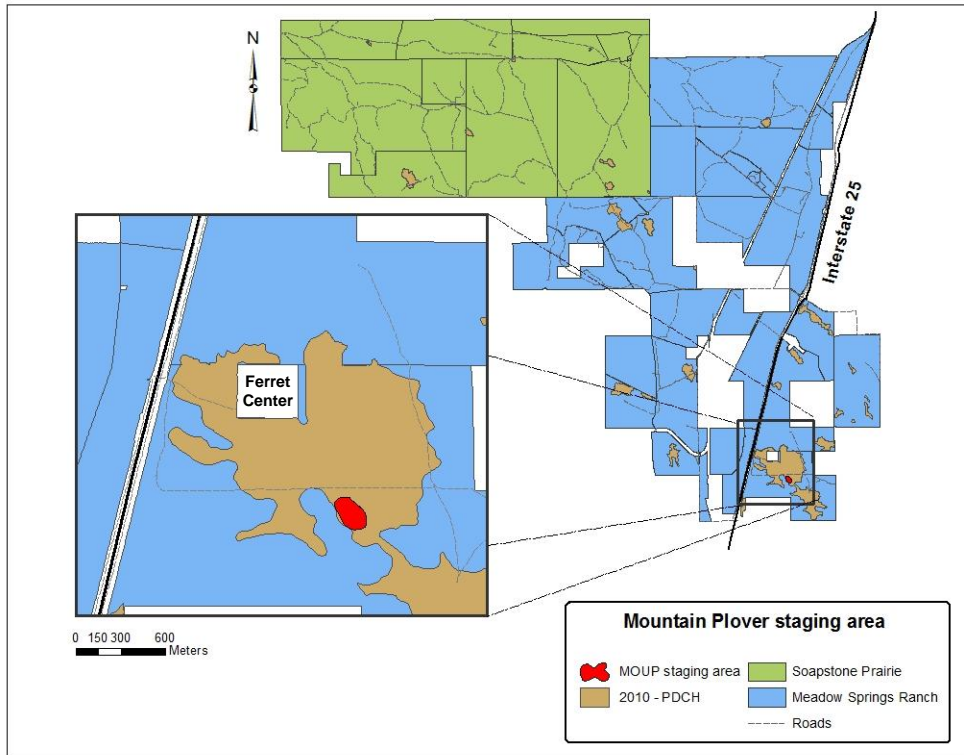 N
Interstate 25
Ferret
Center
0 150 300 600
Meters
Mountain Plover staging area
MOUP staging area
2010 - PDCH
Soapstone Prairie
Meadow Springs Ranch
Roads